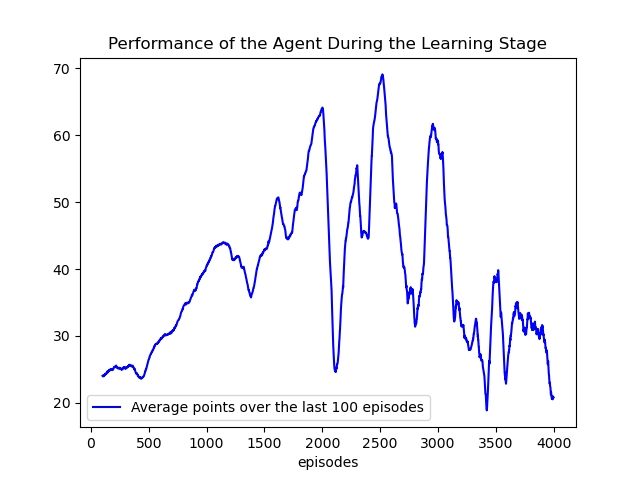 Performance of the Agent During the Learning Stage
70
60
50
40
30
20
Average points over the last 100 episodes
0 500 1000 1500 2000 2500 3000 3500 4000
episodes